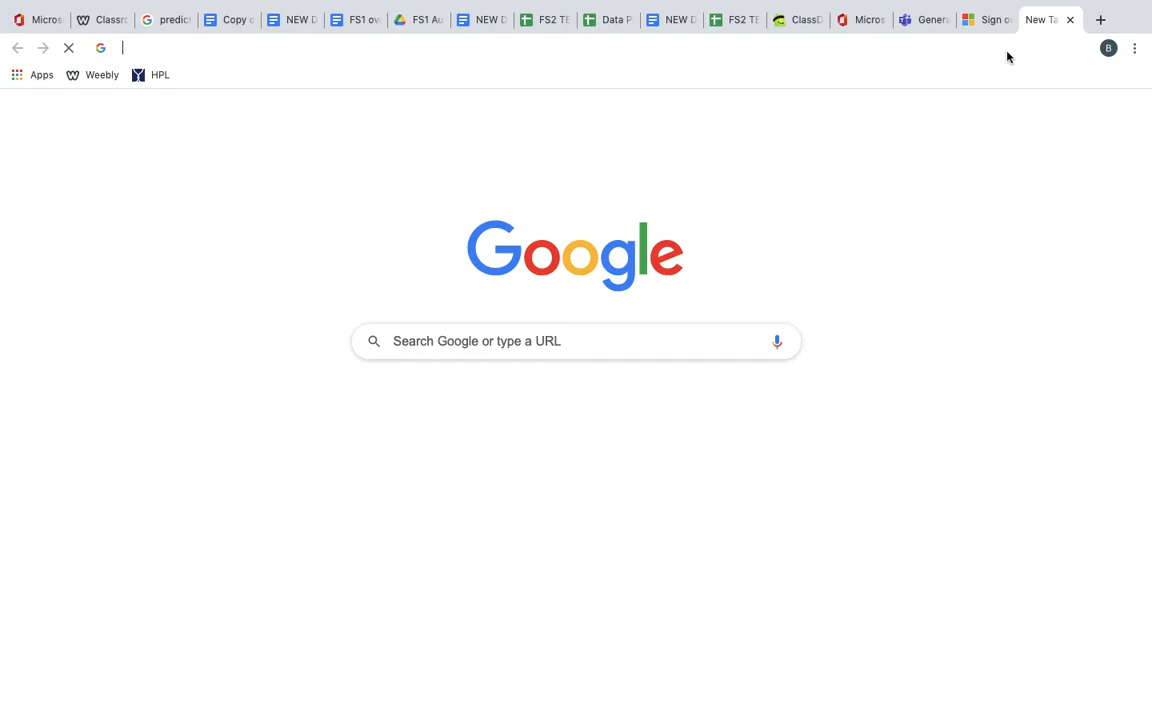 Micros Classro predict Copy o NEW D FS1 ov FS1 Au NEW D FS2 TE Data P NEW D FS2 TE ClassD Micros Genera Sign o New Ta
B
Apps Weebly HPL
Google
Search Google or type a URL